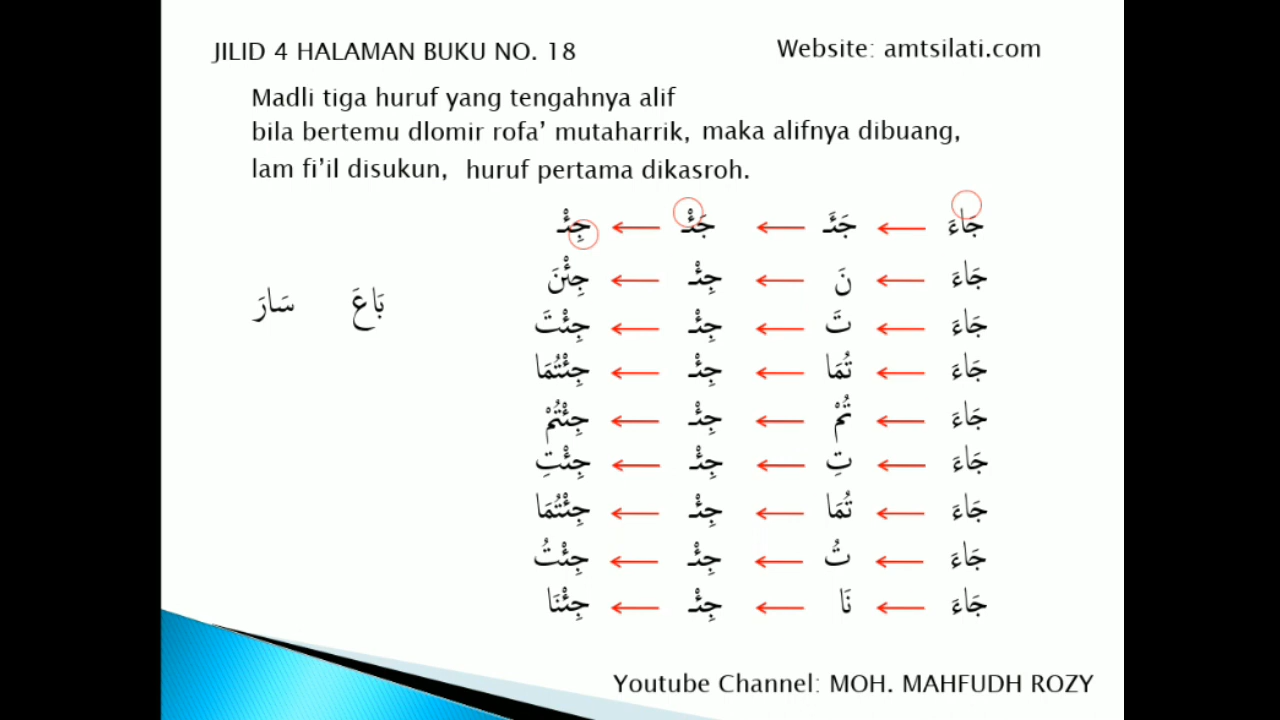 JILID 4 HALAMAN BUKU NO. 18
Website: amtsilati.com
Madli tiga huruf yang tengahnya alif
bila bertemu dlomir rofa’ mutaharrik, maka alifnya dibuang,
lam fi’il disukun, huruf pertama dikasroh.
جَاءَ ← جَئَـ ← جَئْـ ← جِئْـ
جَاءَ ← نَ ← جِئْـ ← جِئْنَ
بَاعَ سَارَ
جَاءَ ← تَ ← جِئْـ ← جِئْتَ
جَاءَ ← تُمَا ← جِئْـ ← جِئْتُمَا
جَاءَ ← تُمْ ← جِئْـ ← جِئْتُمْ
جَاءَ ← تِ ← جِئْـ ← جِئْتِ
جَاءَ ← تُمَا ← جِئْـ ← جِئْتُمَا
جَاءَ ← تُ ← جِئْـ ← جِئْتُ
جَاءَ ← نَا ← جِئْـ ← جِئْنَا
Youtube Channel: MOH. MAHFUDH ROZY